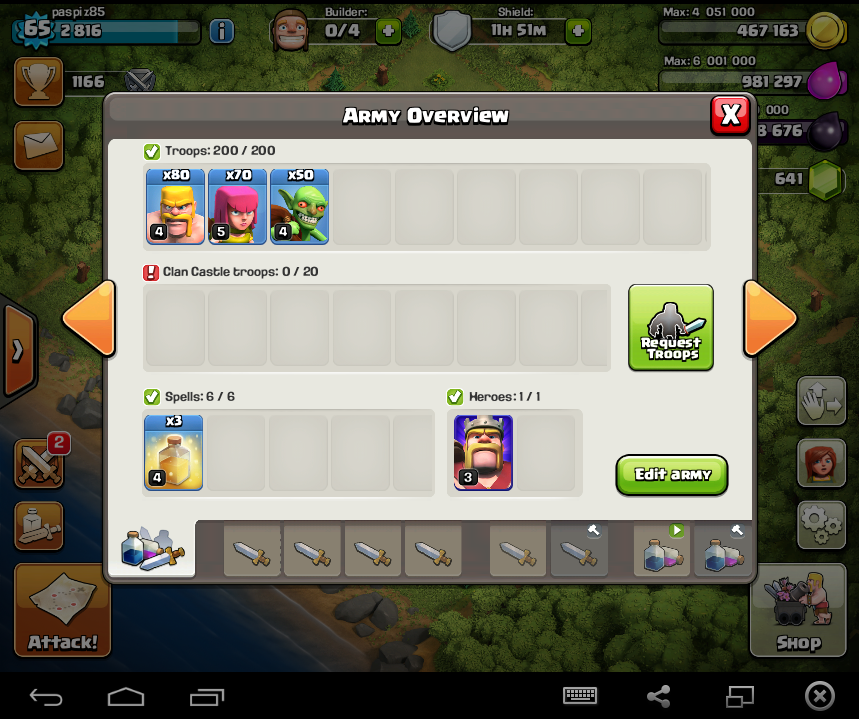 paspiz85
65
2 816
i
Builder:
0/4
Shield:
11H 51M
Max: 4 051 000
467 163
Max: 6 001 000
981 297
000
8 676
641
1166
Army Overview
X
Troops: 200 / 200
x80
x70
x50
4
5
4
! Clan Castle troops: 0 / 20
Request
Troops
Spells: 6 / 6
Heroes: 1 / 1
x3
4
3
Edit army
2
Attack!
Shop